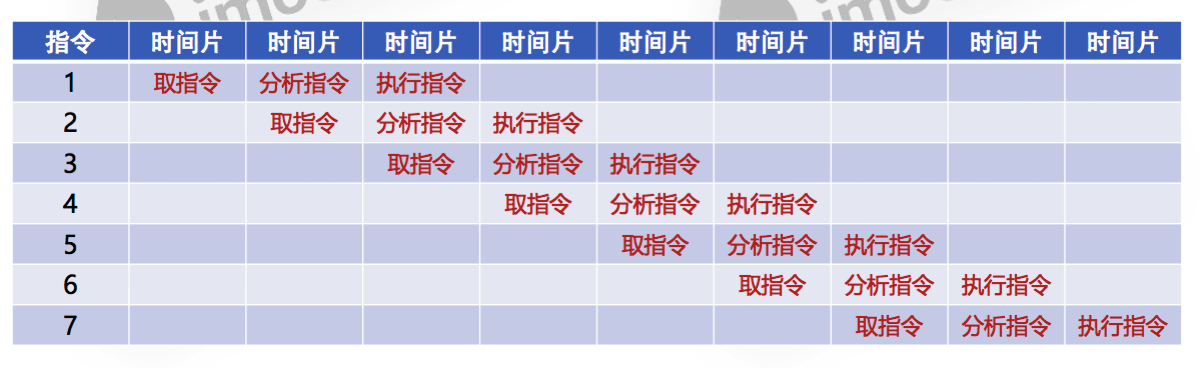 指令 时间片 时间片 时间片 时间片 时间片 时间片 时间片 时间片 时间片
1 取指令 分析指令 执行指令
2 取指令 分析指令 执行指令
3 取指令 分析指令 执行指令
4 取指令 分析指令 执行指令
5 取指令 分析指令 执行指令
6 取指令 分析指令 执行指令
7 取指令 分析指令 执行指令